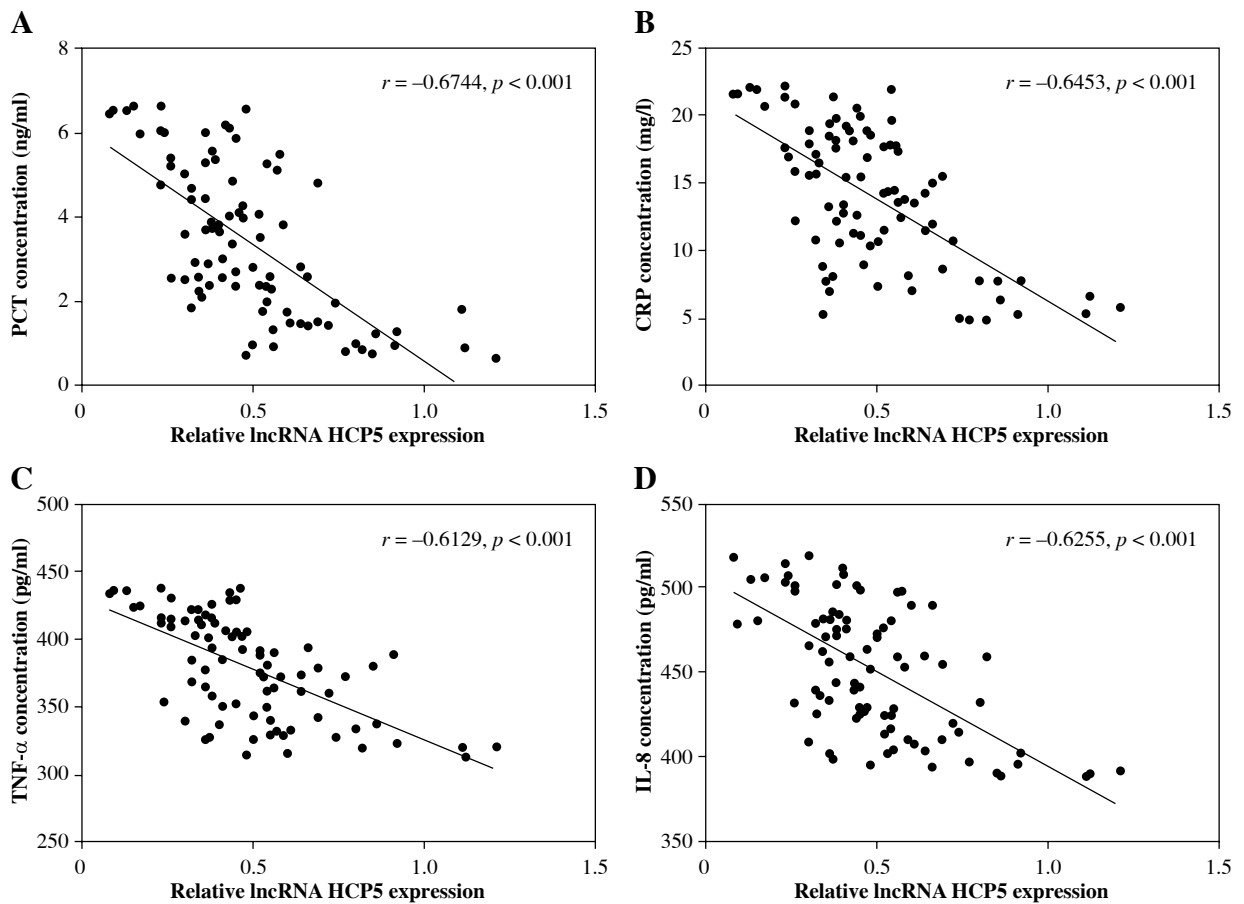 A
PCT concentration (ng/ml)
8
6
4
2
0
r = –0.6744, p < 0.001
0 0.5 1.0 1.5
Relative lncRNA HCP5 expression
B
CRP concentration (mg/l)
25
20
15
10
5
0
r = –0.6453, p < 0.001
0 0.5 1.0 1.5
Relative lncRNA HCP5 expression
C
TNF-α concentration (pg/ml)
500
450
400
350
300
250
r = –0.6129, p < 0.001
0 0.5 1.0 1.5
Relative lncRNA HCP5 expression
D
IL-8 concentration (pg/ml)
550
500
450
400
350
r = –0.6255, p < 0.001
0 0.5 1.0 1.5
Relative lncRNA HCP5 expression